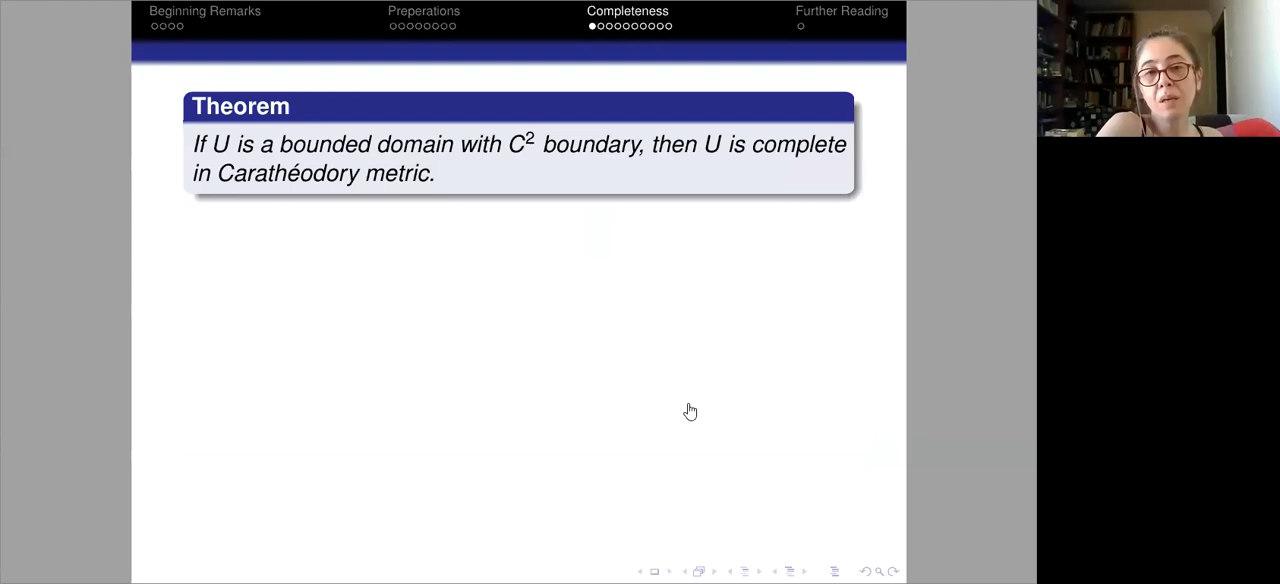 Beginning Remarks
Preperations
Completeness
Further Reading
Theorem
If U is a bounded domain with C² boundary, then U is complete
in Carathéodory metric.